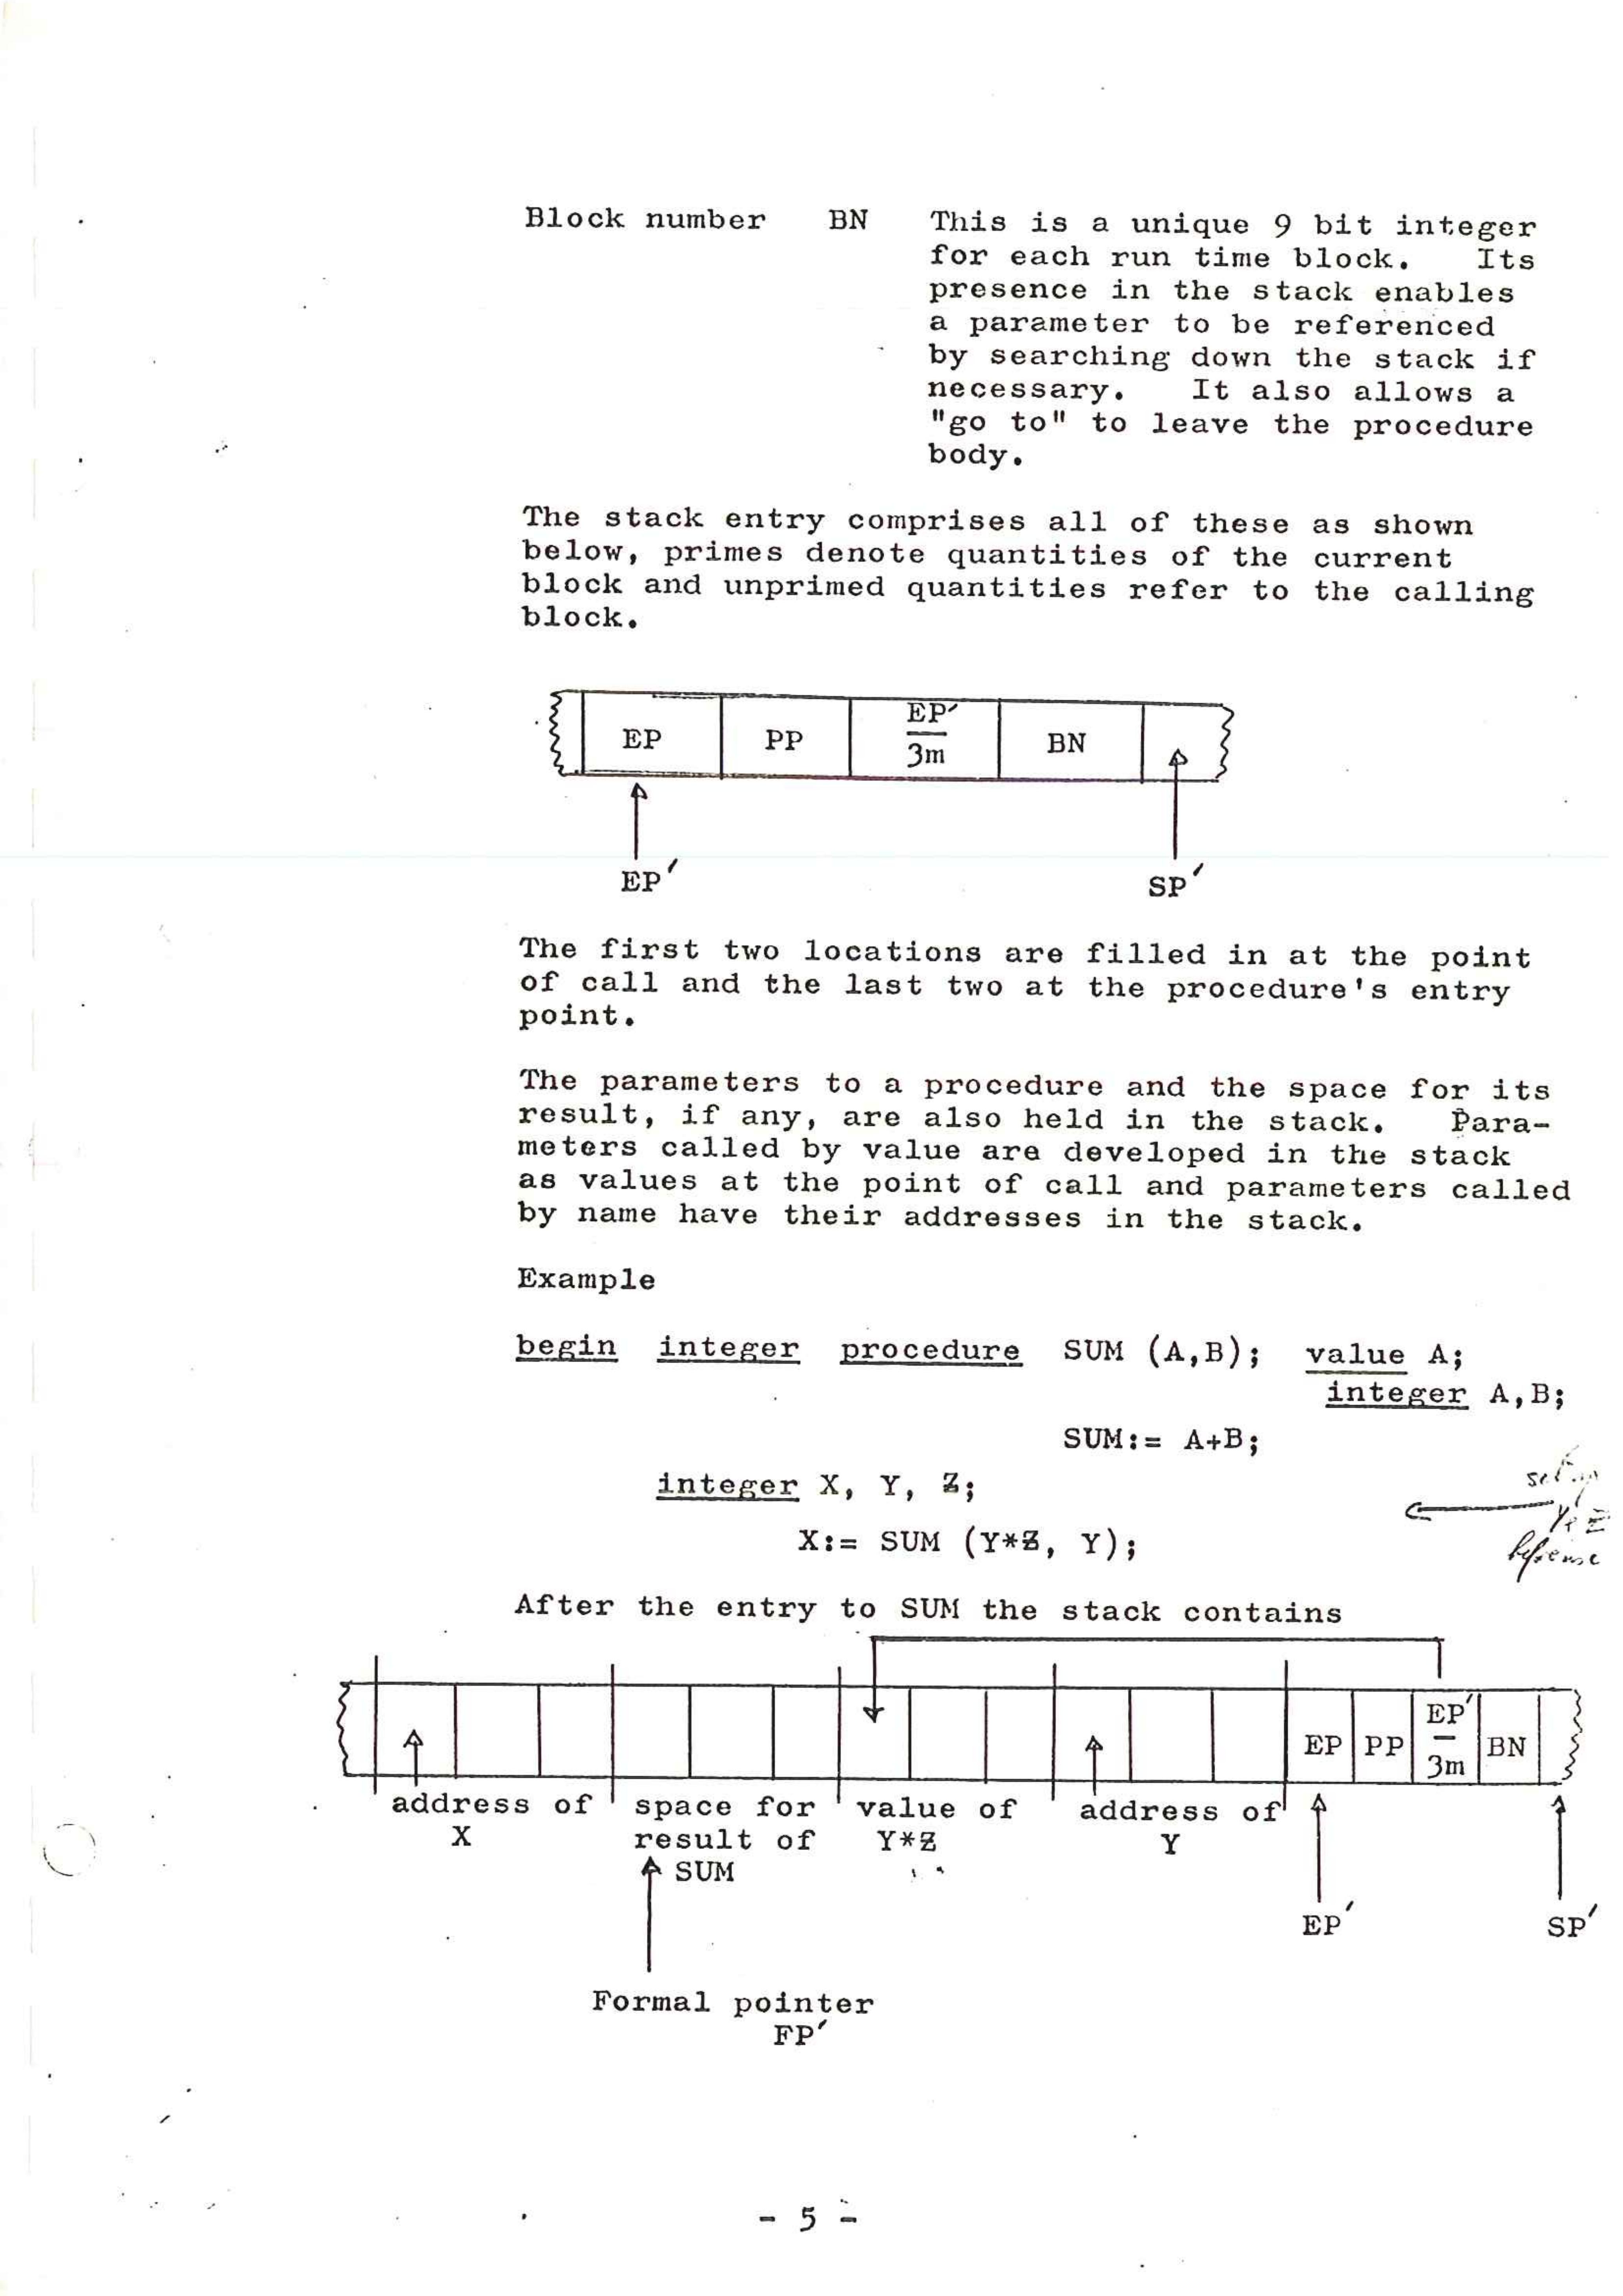 Block number BN This is a unique 9 bit integer
for each run time block. Its
presence in the stack enables
a parameter to be referenced
by searching down the stack if
necessary. It also allows a
"go to" to leave the procedure
body.
The stack entry comprises all of these as shown
below, primes denote quantities of the current
block and unprimed quantities refer to the calling
block.
EP PP EP′ BN
3m
EP′ SP′
The first two locations are filled in at the point
of call and the last two at the procedure's entry
point.
The parameters to a procedure and the space for its
result, if any, are also held in the stack. Para-
meters called by value are developed in the stack
as values at the point of call and parameters called
by name have their addresses in the stack.
Example
begin integer procedure SUM (A,B); value A;
integer A,B;
SUM:= A+B;
integer X, Y, Z;
set up
Y & Z
X:= SUM (Y*Z, Y);
After the entry to SUM the stack contains
EP PP EP′ BN
3m
address of space for value of address of
X result of Y*Z Y
SUM
EP′ SP′
Formal pointer
FP′
- 5 -